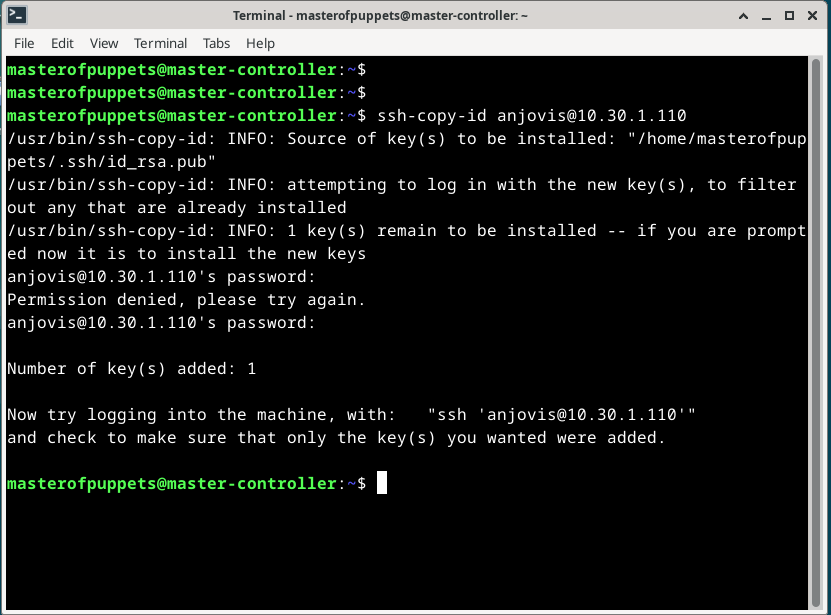 Terminal - masterofpuppets@master-controller: ~
File Edit View Terminal Tabs Help
masterofpuppets@master-controller:~$
masterofpuppets@master-controller:~$
masterofpuppets@master-controller:~$ ssh-copy-id anjovis@10.30.1.110
/usr/bin/ssh-copy-id: INFO: Source of key(s) to be installed: "/home/masterofpup
pets/.ssh/id_rsa.pub"
/usr/bin/ssh-copy-id: INFO: attempting to log in with the new key(s), to filter
out any that are already installed
/usr/bin/ssh-copy-id: INFO: 1 key(s) remain to be installed -- if you are prompt
ed now it is to install the new keys
anjovis@10.30.1.110's password:
Permission denied, please try again.
anjovis@10.30.1.110's password:
Number of key(s) added: 1
Now try logging into the machine, with:   "ssh 'anjovis@10.30.1.110'"
and check to make sure that only the key(s) you wanted were added.
masterofpuppets@master-controller:~$